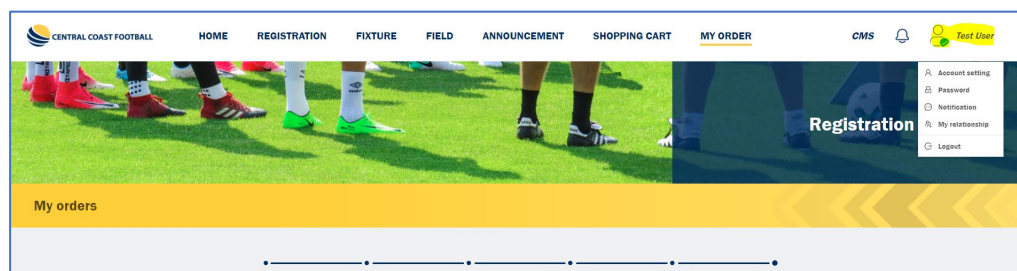 CENTRAL COAST FOOTBALL HOME REGISTRATION FIXTURE FIELD ANNOUNCEMENT SHOPPING CART MY ORDER CMS Test User
Account setting
Password
Notification
My relationship
Logout
Registration
My orders